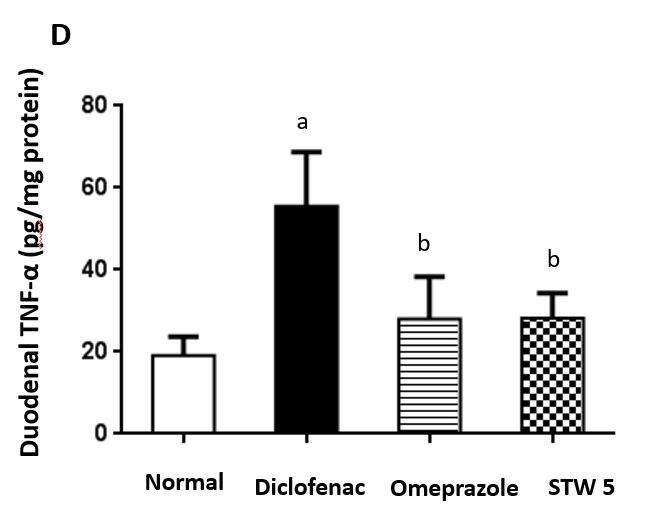 D
Duodenal TNF-α (pg/mg protein)
80
60
40
20
0
a
b
b
Normal
Diclofenac
Omeprazole
STW 5